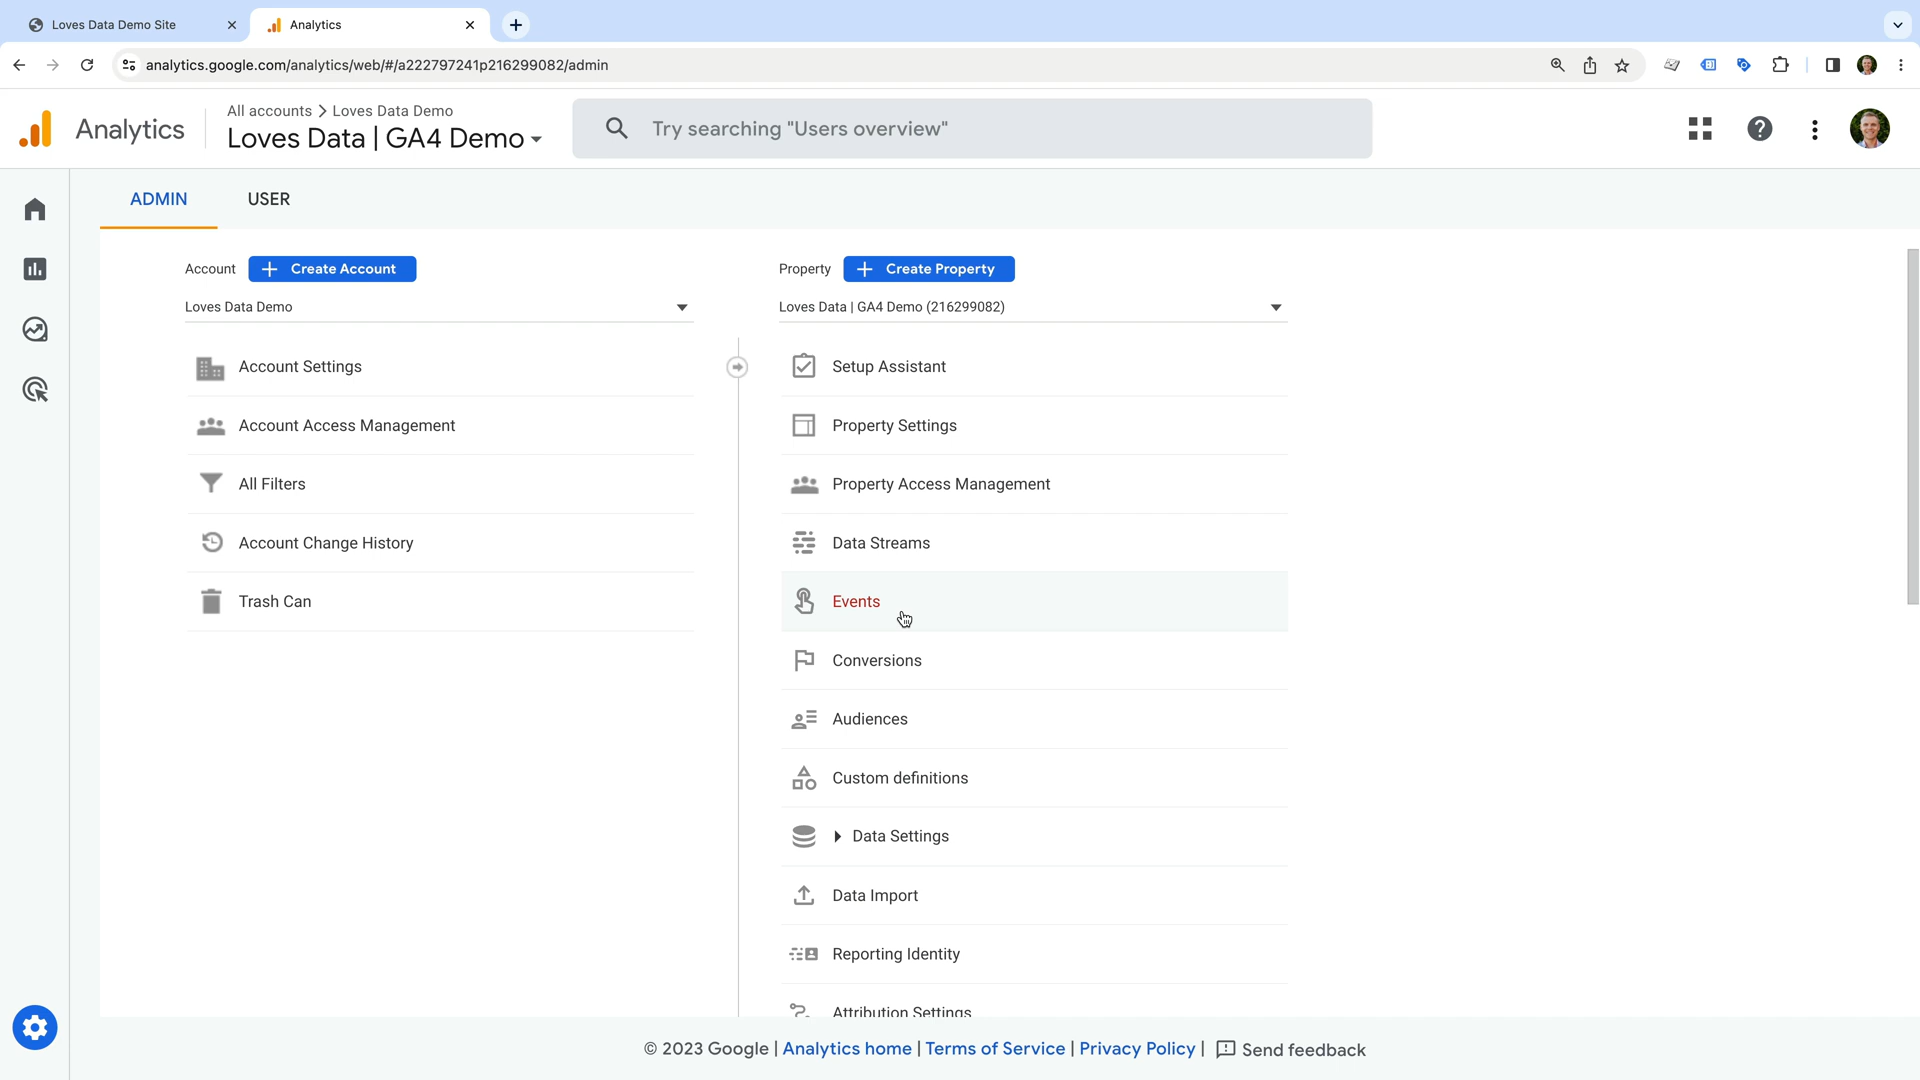 Loves Data Demo Site
Analytics
analytics.google.com/analytics/web/#/a222797241p216299082/admin
Analytics
All accounts > Loves Data Demo
Loves Data | GA4 Demo
Try searching "Users overview"
ADMIN
USER
Account
Create Account
Loves Data Demo
Account Settings
Account Access Management
All Filters
Account Change History
Trash Can
Property
Create Property
Loves Data | GA4 Demo (216299082)
Setup Assistant
Property Settings
Property Access Management
Data Streams
Events
Conversions
Audiences
Custom definitions
Data Settings
Data Import
Reporting Identity
Attribution Settings
© 2023 Google | Analytics home | Terms of Service | Privacy Policy | Send feedback